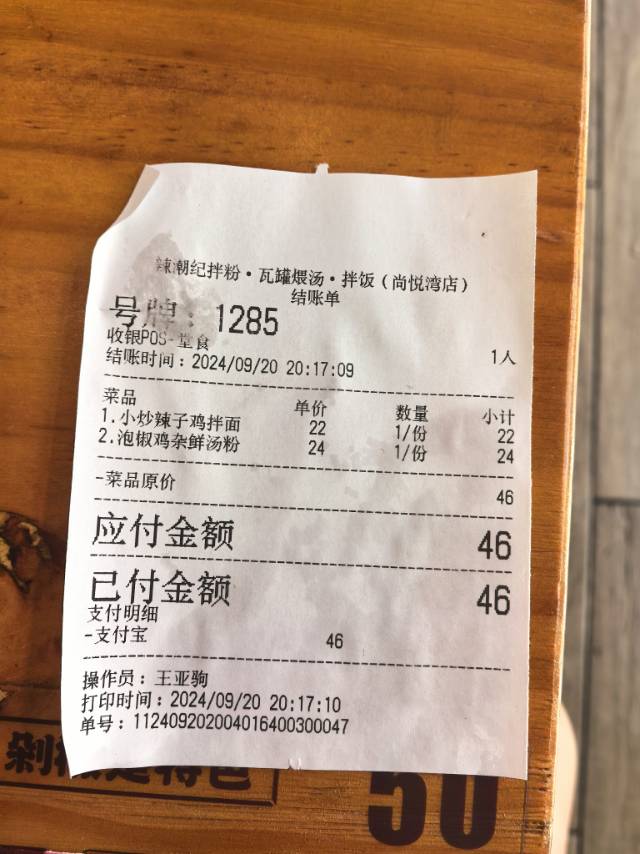 辣潮纪拌粉·瓦罐煨汤·拌饭(尚悦湾店)
结账单
号牌: 1285
收银POS-堂食 1人
结账时间: 2024/09/20 20:17:09
菜品 单价 数量 小计
1.小炒辣子鸡拌面 22 1/份 22
2.泡椒鸡杂鲜汤粉 24 1/份 24
-菜品原价 46
应付金额 46
已付金额 46
支付明细
-支付宝 46
操作员: 王亚驹
打印时间: 2024/09/20 20:17:10
单号: 112409202004016400300047
剁 特色
50